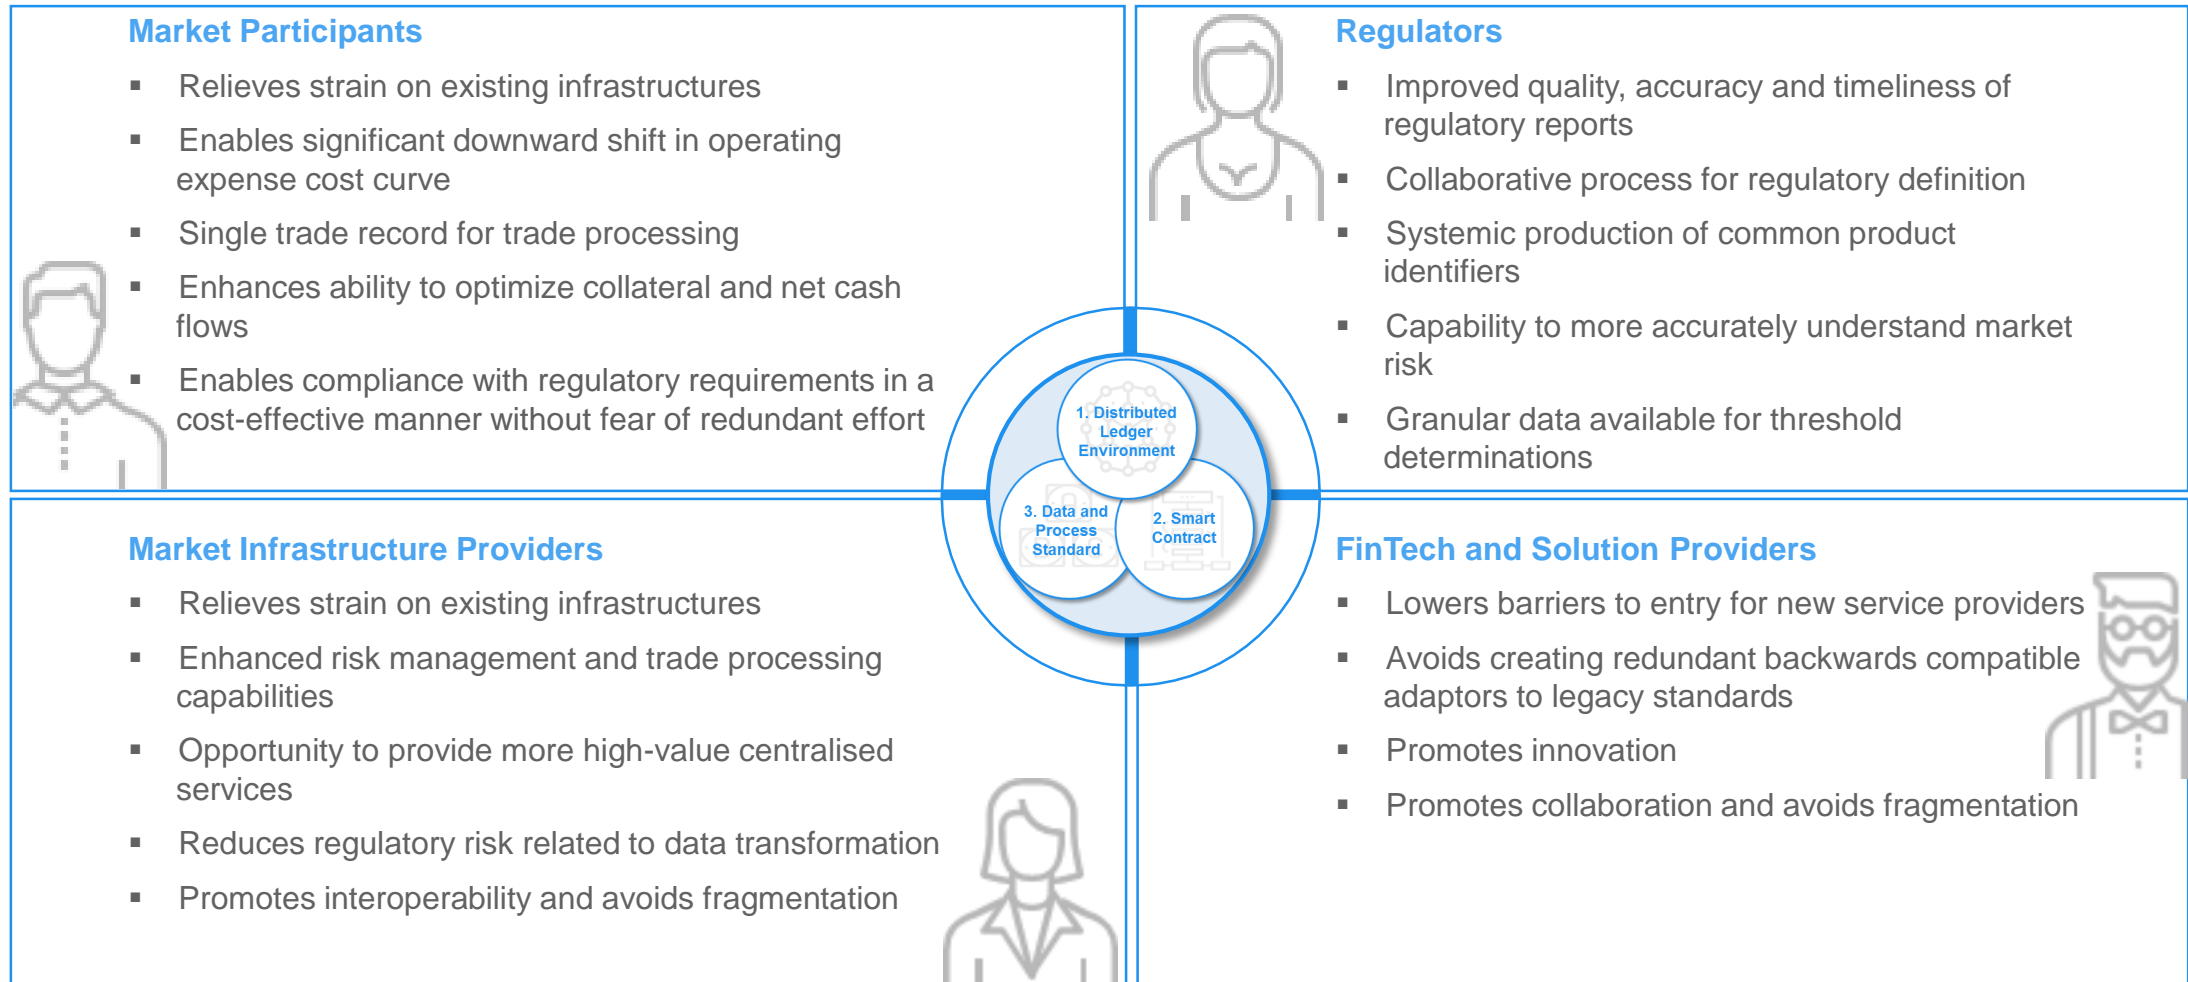 Market Participants
▪ Relieves strain on existing infrastructures
▪ Enables significant downward shift in operating
expense cost curve
▪ Single trade record for trade processing
▪ Enhances ability to optimize collateral and net cash
flows
▪ Enables compliance with regulatory requirements in a
cost-effective manner without fear of redundant effort
Regulators
▪ Improved quality, accuracy and timeliness of
regulatory reports
▪ Collaborative process for regulatory definition
▪ Systemic production of common product
identifiers
▪ Capability to more accurately understand market
risk
▪ Granular data available for threshold
determinations
1. Distributed
Ledger
Environment
3. Data and
Process
Standard
2. Smart
Contract
Market Infrastructure Providers
▪ Relieves strain on existing infrastructures
▪ Enhanced risk management and trade processing
capabilities
▪ Opportunity to provide more high-value centralised
services
▪ Reduces regulatory risk related to data transformation
▪ Promotes interoperability and avoids fragmentation
FinTech and Solution Providers
▪ Lowers barriers to entry for new service providers
▪ Avoids creating redundant backwards compatible
adaptors to legacy standards
▪ Promotes innovation
▪ Promotes collaboration and avoids fragmentation